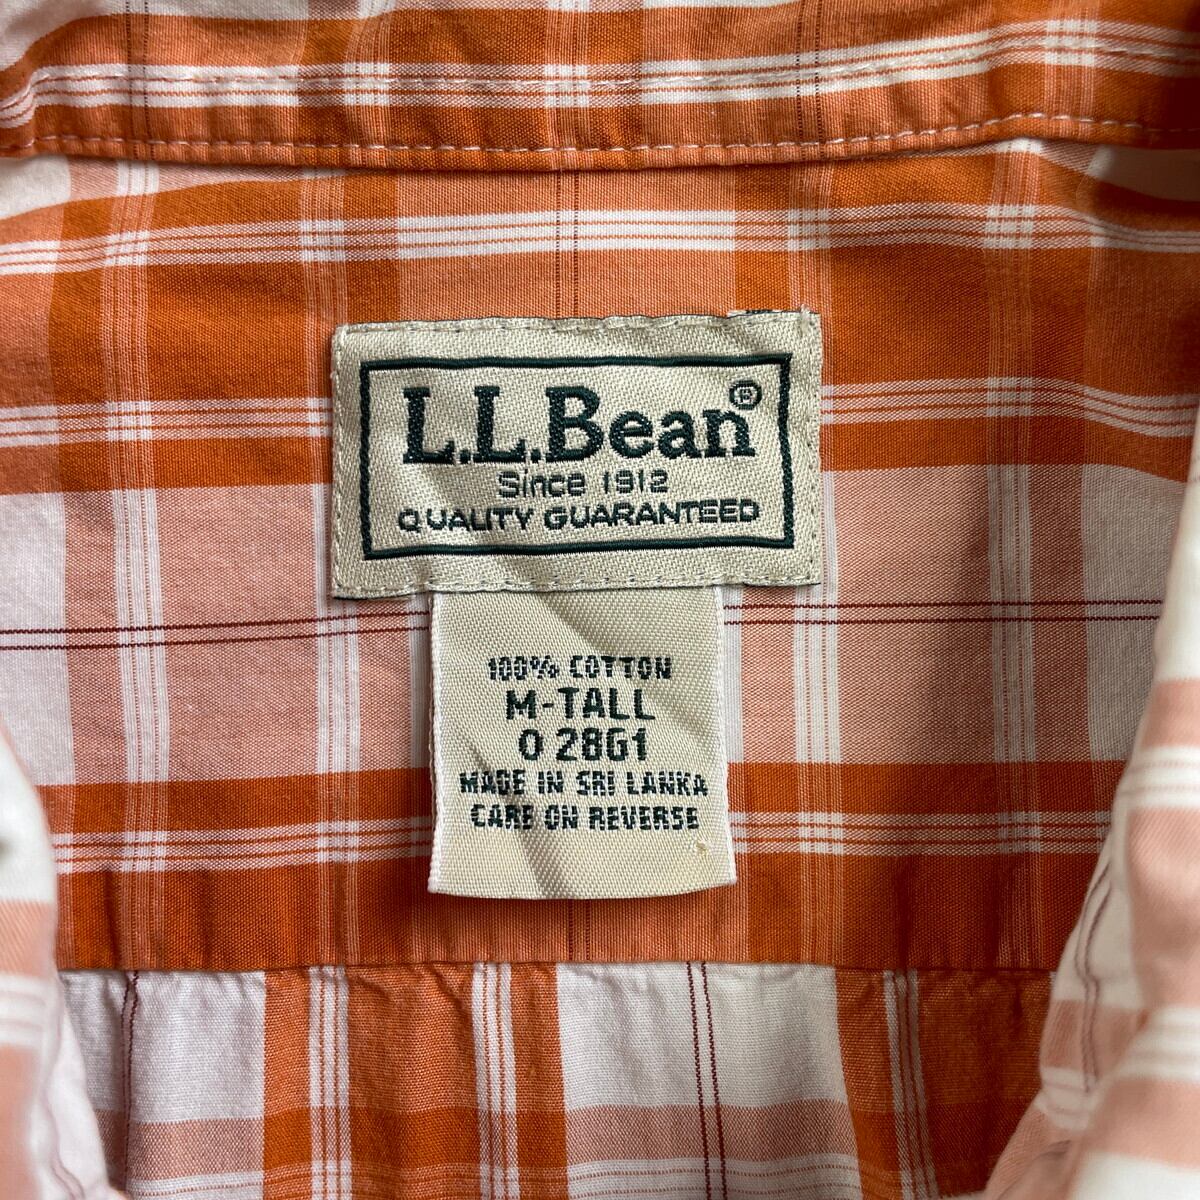 L.L.Bean®
Since 1912
QUALITY GUARANTEED
100% COTTON
M-TALL
0 28G1
MADE IN SRI LANKA
CARE ON REVERSE